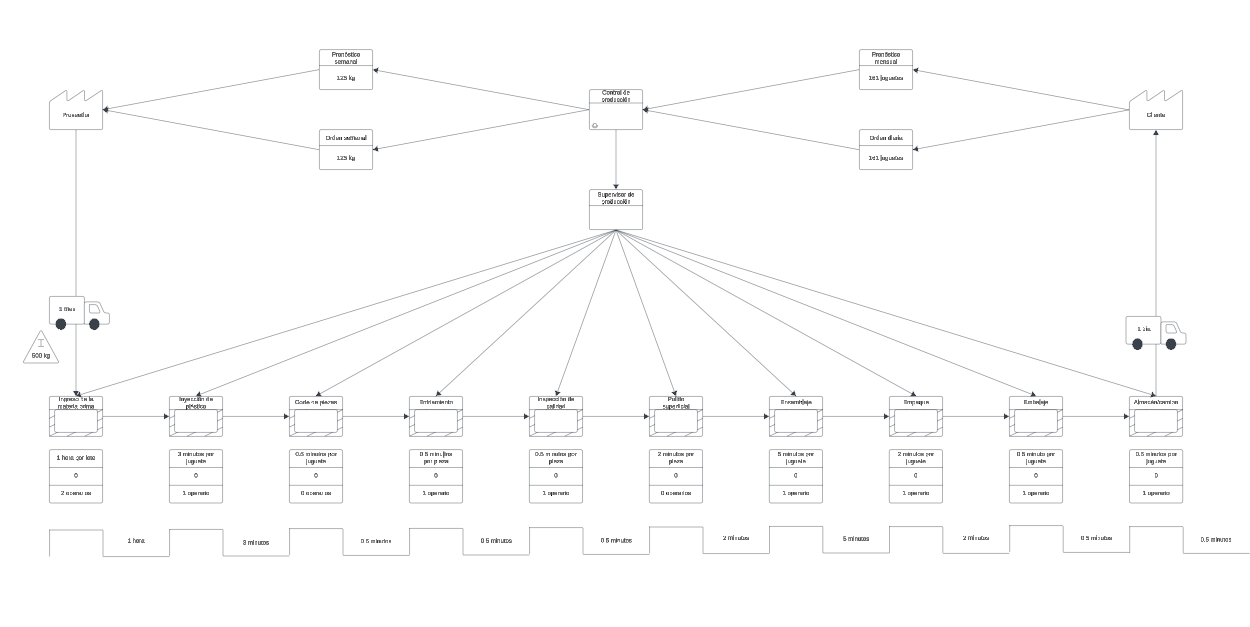 Pronóstico
semanal
125 kg
Pronóstico
mensual
161 juguetes
Proveedor
Control de
producción
Cliente
Orden semanal
125 kg
Orden diaria
161 juguetes
Supervisor de
producción
500 kg
Ingreso de la
materia prima
Inyección de
plástico
Corte de piezas
Enfriamiento
Inspección de
calidad
Pulido
superficial
Ensamblaje
Empaque
Embalaje
1 hora por lote
3 minutos por
juguete
0.5 minutos por
juguete
0.5 minutos
por pieza
0.5 minutos por
pieza
2 minutos por
pieza
5 minutos por
juguete
2 minutos por
juguete
0.5 minuto por
juguete
0.5 minutos por
juguete
0
0
0
0
0
0
0
0
0
0
2 operarios
1 operario
0 operarios
1 operario
1 operario
0 operarios
1 operario
1 operario
1 operario
1 operario
1 hora
3 minutos
0.5 minutos
0.5 minutos
0.5 minutos
2 minutos
5 minutos
2 minutos
0.5 minutos
0.5 minutos